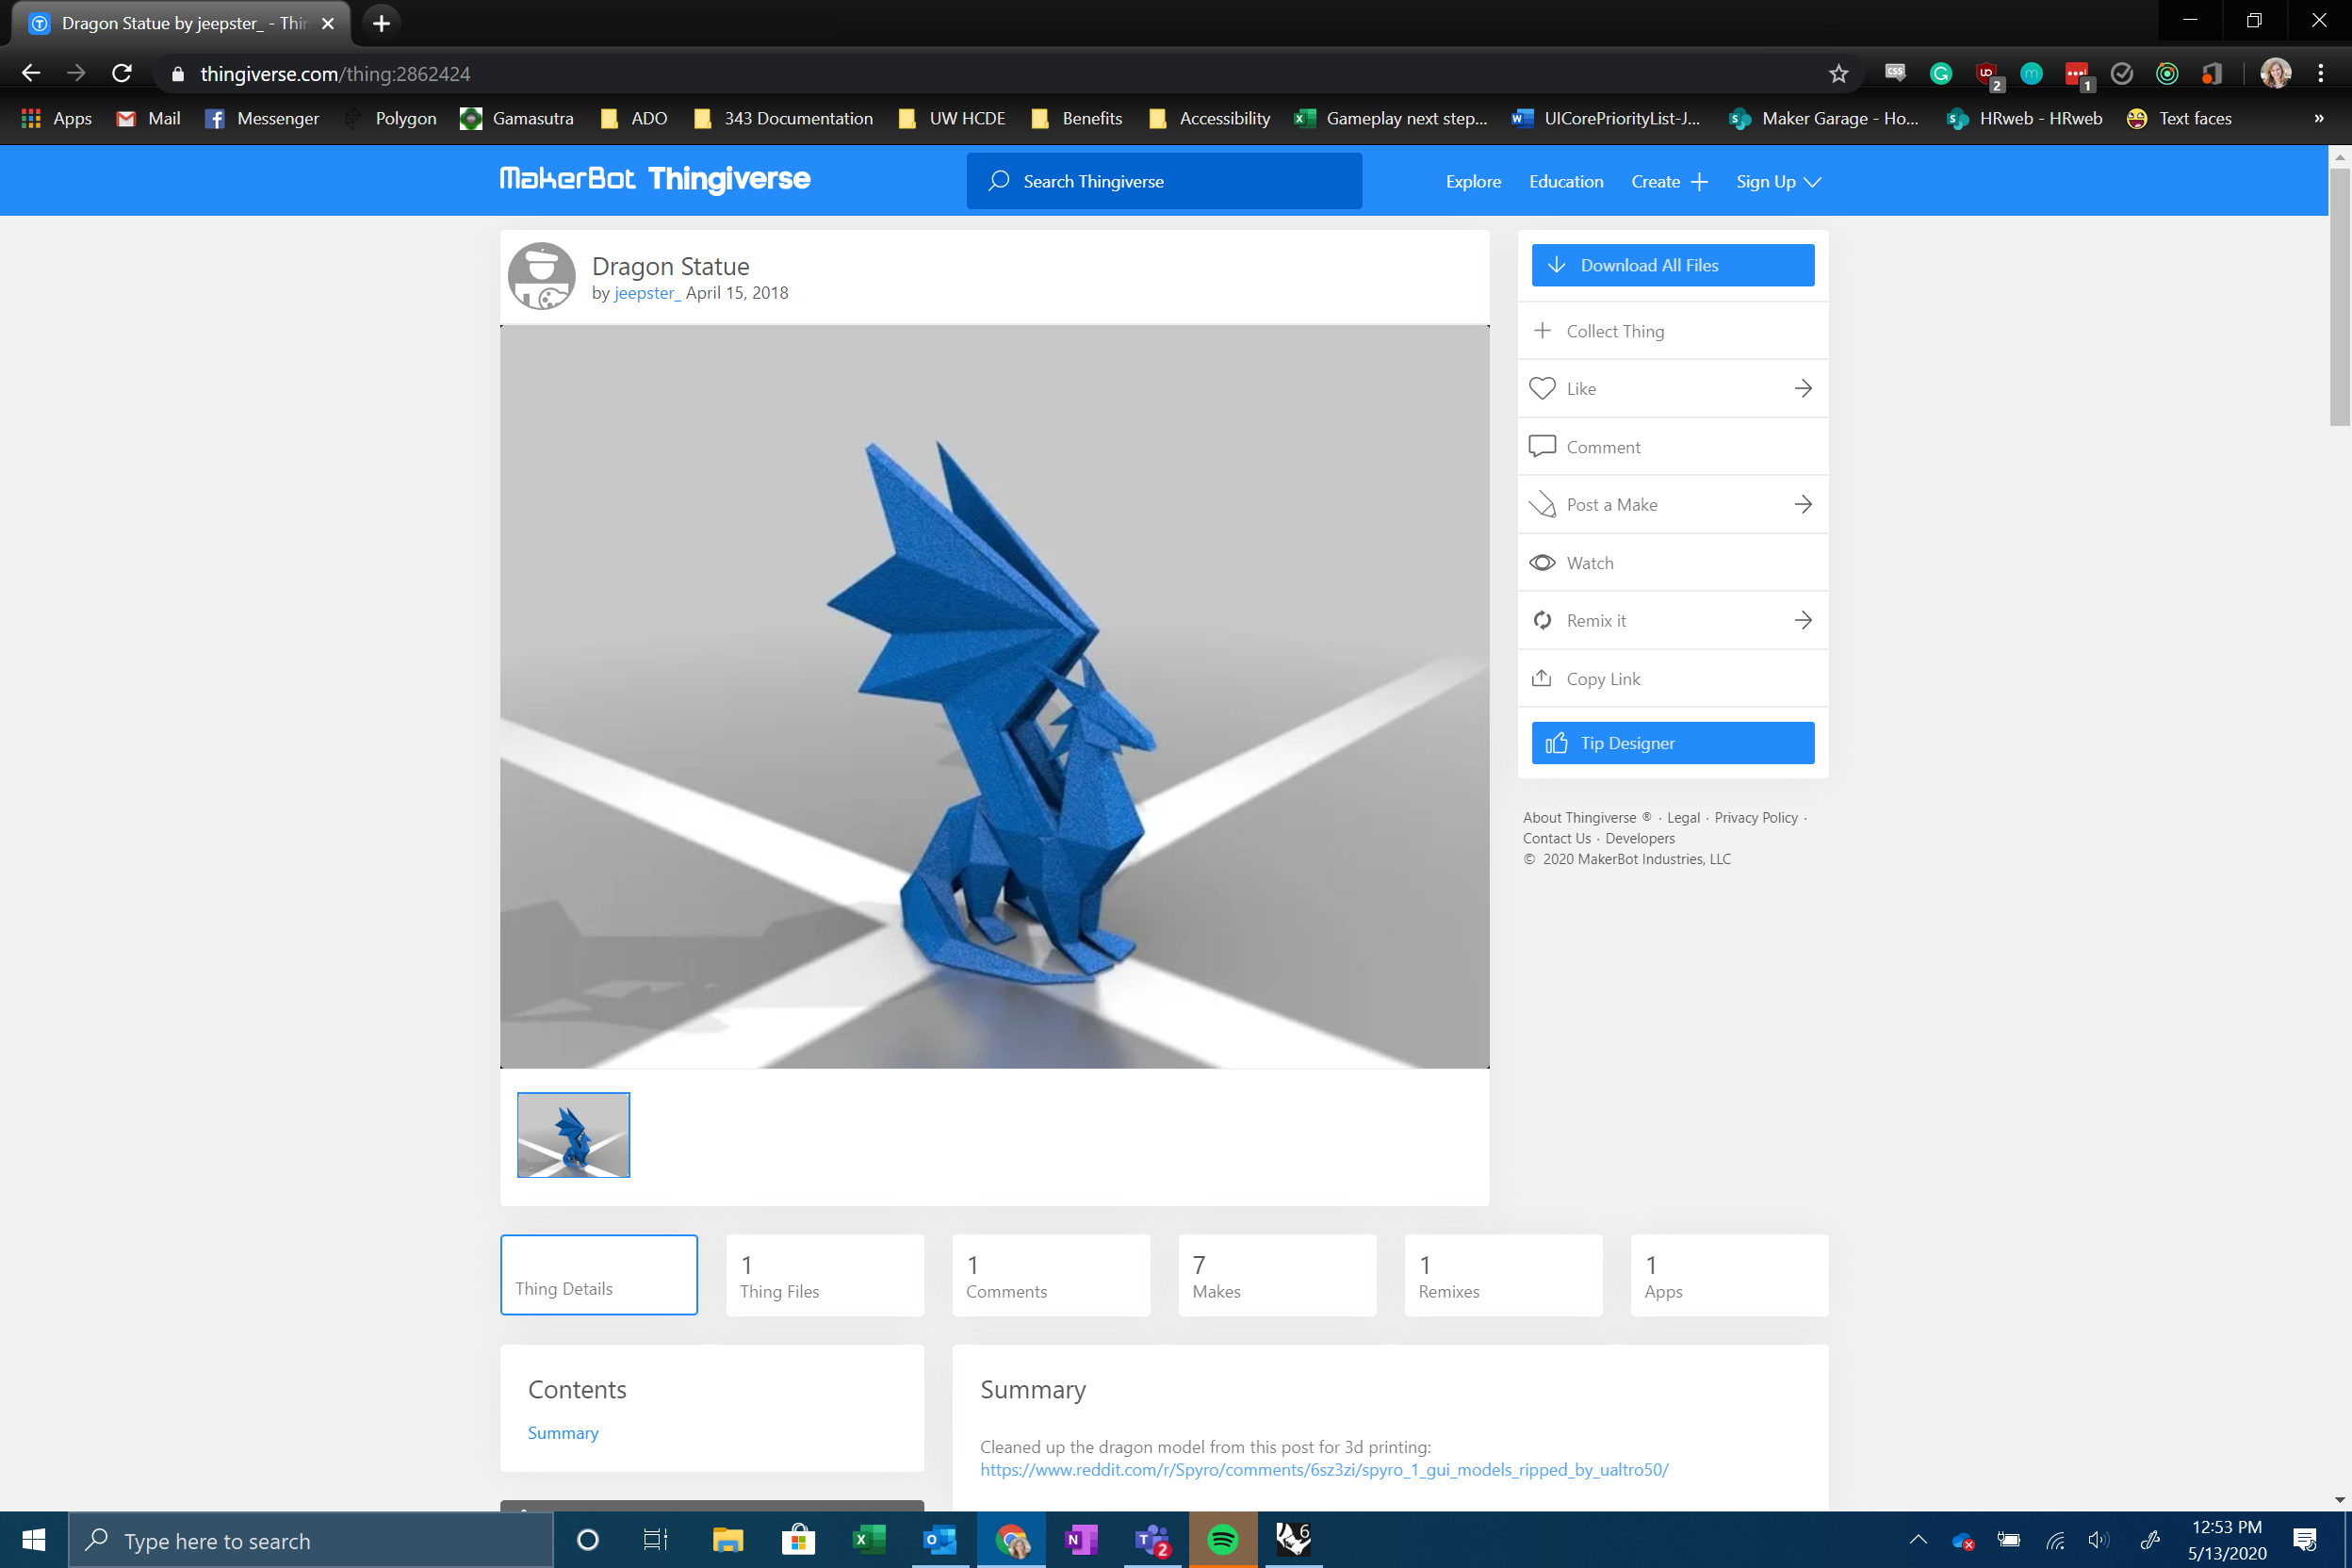 Dragon Statue by jeepster_ - Thin
thingiverse.com/thing:2862424
CSS
2
1
Apps
Mail
Messenger
Polygon
Gamasutra
ADO
343 Documentation
UW HCDE
Benefits
Accessibility
Gameplay next step...
UICorePriorityList-J...
Maker Garage - Ho...
HRweb - HRweb
Text faces
»
MakerBot Thingiverse
Search Thingiverse
Explore
Education
Create
Sign Up
Dragon Statue
by jeepster_ April 15, 2018
Download All Files
Collect Thing
Like
Comment
Post a Make
Watch
Remix it
Copy Link
Tip Designer
About Thingiverse ® · Legal · Privacy Policy ·
Contact Us · Developers
© 2020 MakerBot Industries, LLC
Thing Details
1
Thing Files
1
Comments
7
Makes
1
Remixes
1
Apps
Contents
Summary
Summary
Cleaned up the dragon model from this post for 3d printing:
https://www.reddit.com/r/Spyro/comments/6sz3zi/spyro_1_gui_models_ripped_by_ualtro50/
Type here to search
2
6
12:53 PM
5/13/2020